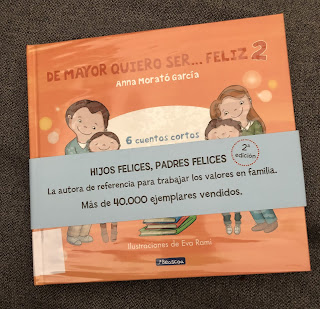 DE MAYOR QUIERO SER... FELIZ 2
Anna Morató García
6 cuentos cortos
HIJOS FELICES, PADRES FELICES
2ª edición
La autora de referencia para trabajar los valores en familia.
Más de 40.000 ejemplares vendidos.
Ilustraciones de Eva Rami
Beascoa